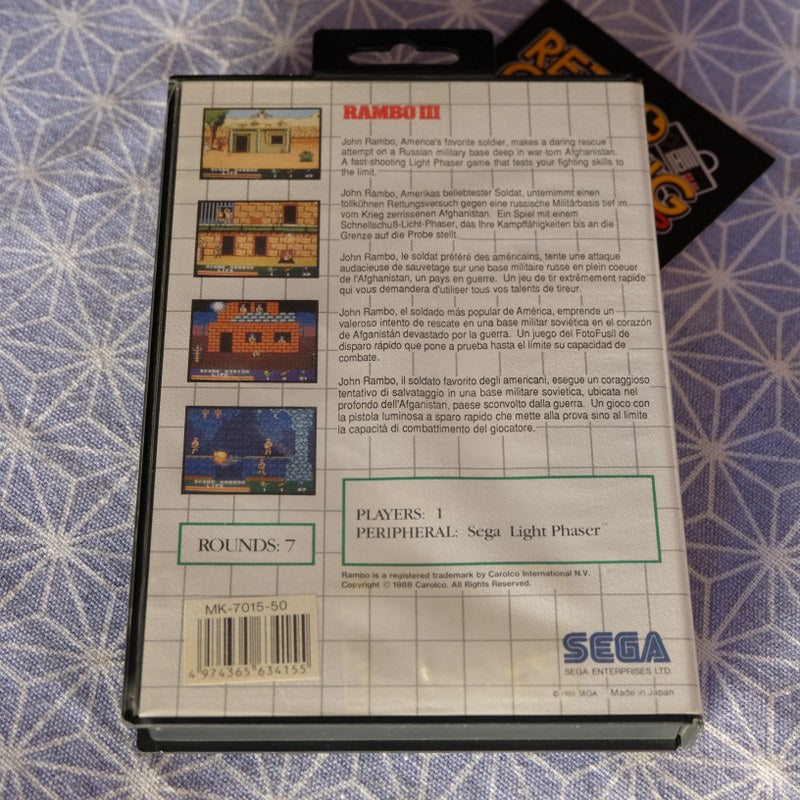 RAMBO III
John Rambo, America's favorite soldier, makes a daring rescue
attempt on a Russian military base deep in war-torn Afghanistan.
A fast-shooting Light Phaser game that tests your fighting skills to
the limit.
John Rambo, Amerikas beliebtester Soldat, unternimmt einen
tollkühnen Rettungsversuch gegen eine russische Militärbasis tief im
vom Krieg zerrissenen Afghanistan. Ein Spiel mit einem
Schnellschuß-Licht-Phaser, das Ihre Kampffähigkeiten bis an die
Grenze auf die Probe stellt.
John Rambo, le soldat préféré des américains, tente une attaque
audacieuse de sauvetage sur une base militaire russe en plein coeuer
de l'Afghanistan, un pays en guerre. Un jeu de tir extrêmement rapide
qui vous demandera d'utiliser tous vos talents de tireur.
John Rambo, el soldado más popular de América, emprende un
valeroso intento de rescate en una base militar soviética en el corazón
de Afganistán devastado por la guerra. Un juego del FotoFusil de
disparo rápido que pone a prueba hasta el límite su capacidad de
combate.
John Rambo, il soldato favorito degli americani, esegue un coraggioso
tentativo di salvataggio in una base militare sovietica, ubicata nel
profondo dell'Afganistan, paese sconvolto dalla guerra. Un gioco con
la pistola luminosa a sparo rapido che mette alla prova sino al limite
la capacità di combattimento del giocatore.
PLAYERS: 1
PERIPHERAL: Sega Light Phaser™
ROUNDS: 7
Rambo is a registered trademark by Carolco International N.V.
Copyright © 1988 Carolco. All Rights Reserved.
MK-7015-50
4 974365 634155
SEGA
SEGA ENTERPRISES LTD.
© 1988 SEGA Made in Japan